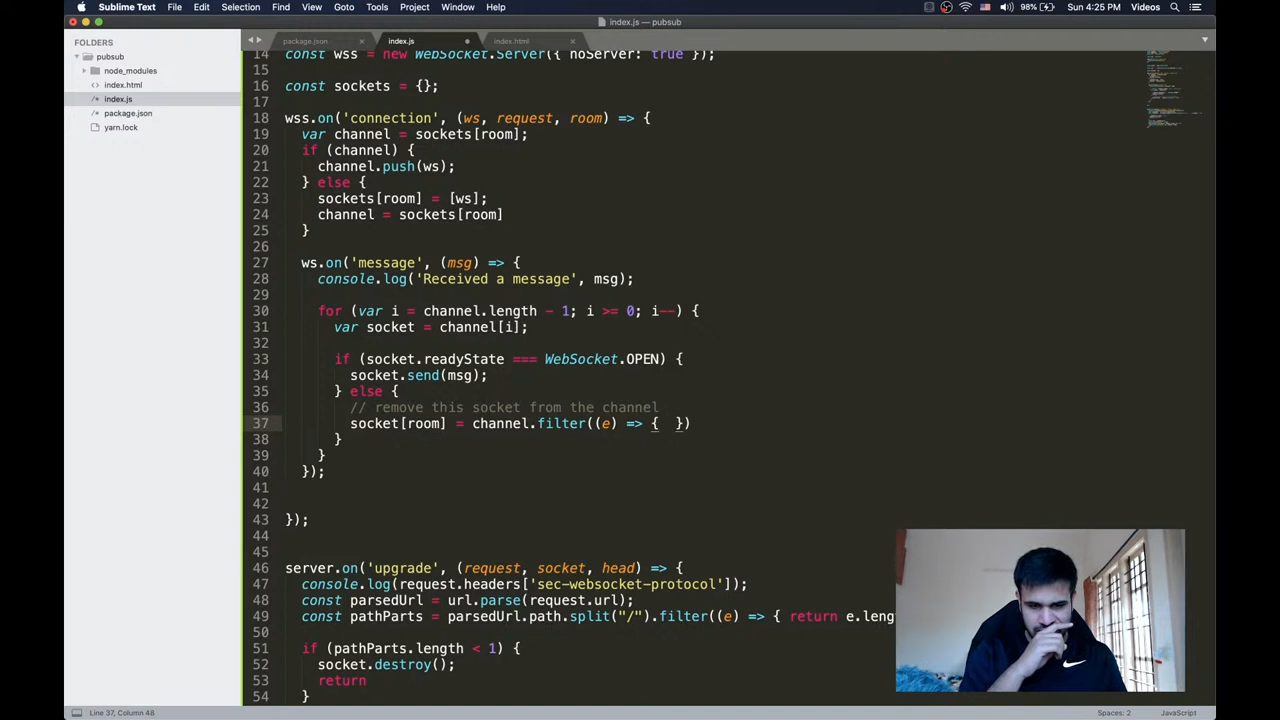 Sublime Text File Edit Selection Find View Goto Tools Project Window Help 98% Sun 4:25 PM Videos
index.js — pubsub
FOLDERS
pubsub
node_modules
index.html
index.js
package.json
yarn.lock
package.json index.js index.html
14 const wss = new WebSocket.Server({ noServer: true });
15
16 const sockets = {};
17
18 wss.on('connection', (ws, request, room) => {
19 var channel = sockets[room];
20 if (channel) {
21 channel.push(ws);
22 } else {
23 sockets[room] = [ws];
24 channel = sockets[room]
25 }
26
27 ws.on('message', (msg) => {
28 console.log('Received a message', msg);
29
30 for (var i = channel.length - 1; i >= 0; i--) {
31 var socket = channel[i];
32
33 if (socket.readyState === WebSocket.OPEN) {
34 socket.send(msg);
35 } else {
36 // remove this socket from the channel
37 socket[room] = channel.filter((e) => {  })
38 }
39 }
40 });
41
42
43 });
44
45
46 server.on('upgrade', (request, socket, head) => {
47 console.log(request.headers['sec-websocket-protocol']);
48 const parsedUrl = url.parse(request.url);
49 const pathParts = parsedUrl.path.split("/").filter((e) => { return e.leng
50
51 if (pathParts.length < 1) {
52 socket.destroy();
53 return
54 }
Line 37, Column 48 Spaces: 2 JavaScript